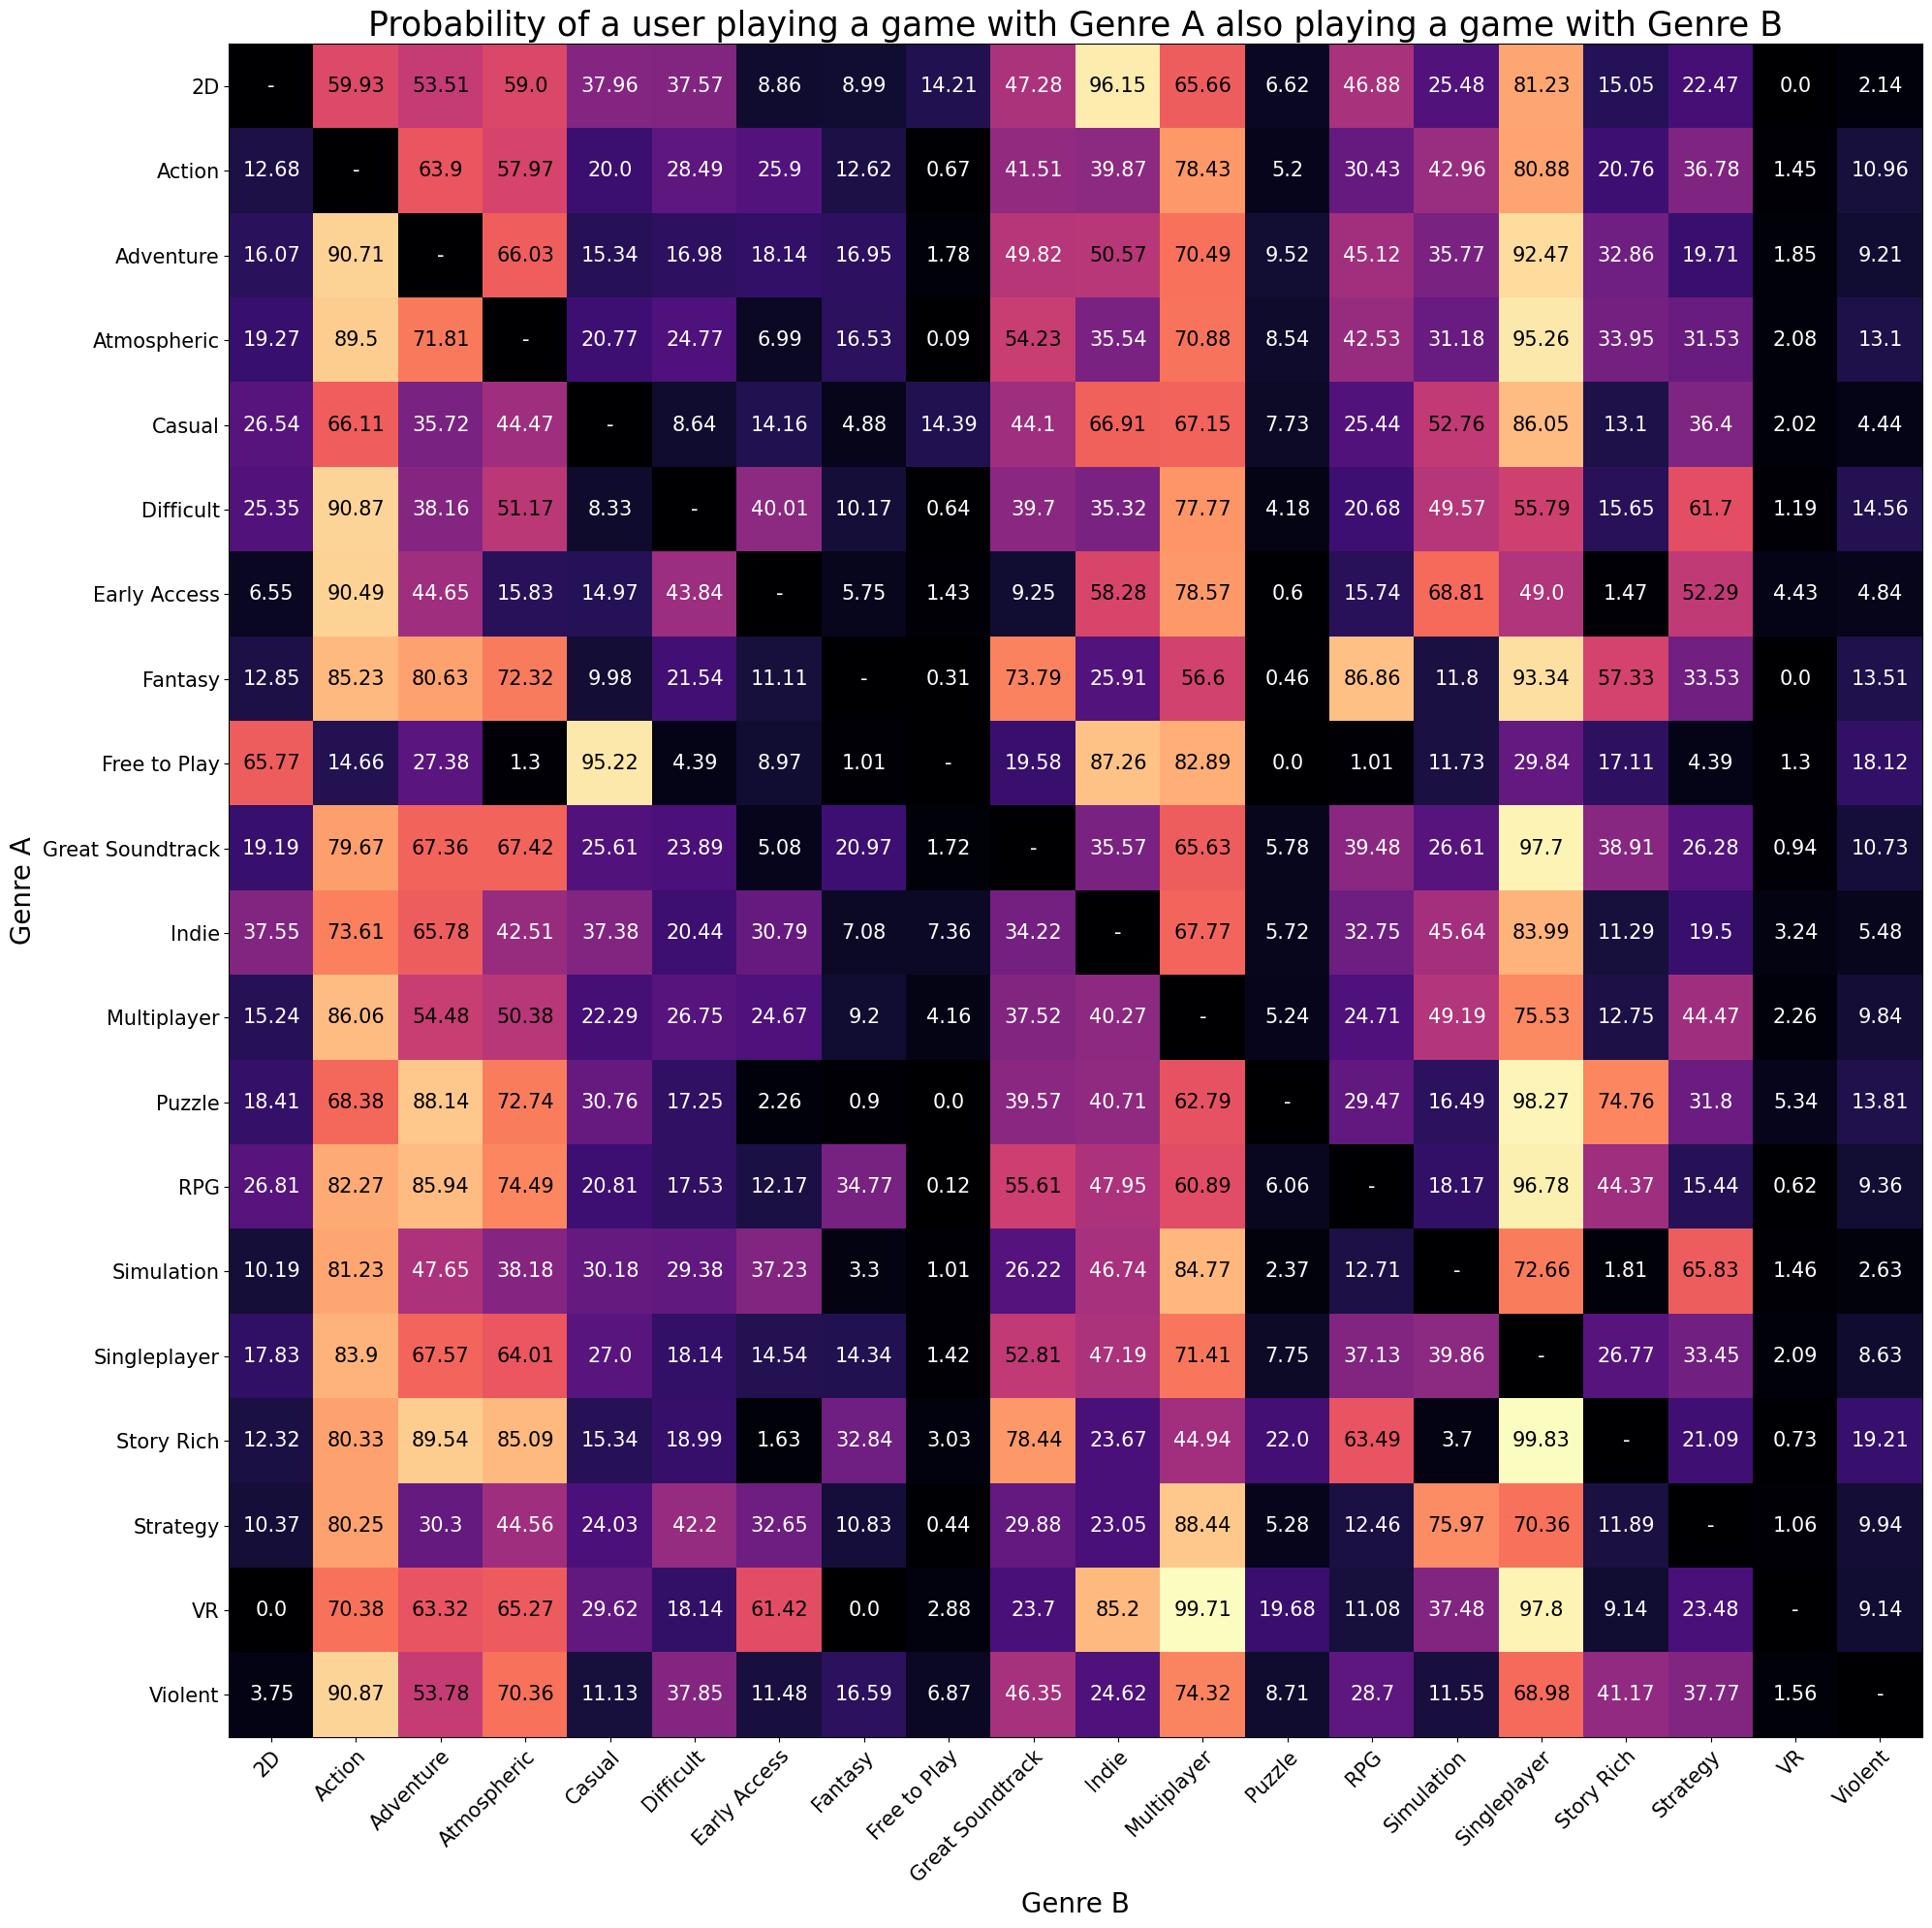 Probability of a user playing a game with Genre A also playing a game with Genre B
2D - 59.93 53.51 59.0 37.96 37.57 8.86 8.99 14.21 47.28 96.15 65.66 6.62 46.88 25.48 81.23 15.05 22.47 0.0 2.14
Action 12.68 - 63.9 57.97 20.0 28.49 25.9 12.62 0.67 41.51 39.87 78.43 5.2 30.43 42.96 80.88 20.76 36.78 1.45 10.96
Adventure 16.07 90.71 - 66.03 15.34 16.98 18.14 16.95 1.78 49.82 50.57 70.49 9.52 45.12 35.77 92.47 32.86 19.71 1.85 9.21
Atmospheric 19.27 89.5 71.81 - 20.77 24.77 6.99 16.53 0.09 54.23 35.54 70.88 8.54 42.53 31.18 95.26 33.95 31.53 2.08 13.1
Casual 26.54 66.11 35.72 44.47 - 8.64 14.16 4.88 14.39 44.1 66.91 67.15 7.73 25.44 52.76 86.05 13.1 36.4 2.02 4.44
Difficult 25.35 90.87 38.16 51.17 8.33 - 40.01 10.17 0.64 39.7 35.32 77.77 4.18 20.68 49.57 55.79 15.65 61.7 1.19 14.56
Early Access 6.55 90.49 44.65 15.83 14.97 43.84 - 5.75 1.43 9.25 58.28 78.57 0.6 15.74 68.81 49.0 1.47 52.29 4.43 4.84
Fantasy 12.85 85.23 80.63 72.32 9.98 21.54 11.11 - 0.31 73.79 25.91 56.6 0.46 86.86 11.8 93.34 57.33 33.53 0.0 13.51
Free to Play 65.77 14.66 27.38 1.3 95.22 4.39 8.97 1.01 - 19.58 87.26 82.89 0.0 1.01 11.73 29.84 17.11 4.39 1.3 18.12
Great Soundtrack 19.19 79.67 67.36 67.42 25.61 23.89 5.08 20.97 1.72 - 35.57 65.63 5.78 39.48 26.61 97.7 38.91 26.28 0.94 10.73
Indie 37.55 73.61 65.78 42.51 37.38 20.44 30.79 7.08 7.36 34.22 - 67.77 5.72 32.75 45.64 83.99 11.29 19.5 3.24 5.48
Multiplayer 15.24 86.06 54.48 50.38 22.29 26.75 24.67 9.2 4.16 37.52 40.27 - 5.24 24.71 49.19 75.53 12.75 44.47 2.26 9.84
Puzzle 18.41 68.38 88.14 72.74 30.76 17.25 2.26 0.9 0.0 39.57 40.71 62.79 - 29.47 16.49 98.27 74.76 31.8 5.34 13.81
RPG 26.81 82.27 85.94 74.49 20.81 17.53 12.17 34.77 0.12 55.61 47.95 60.89 6.06 - 18.17 96.78 44.37 15.44 0.62 9.36
Simulation 10.19 81.23 47.65 38.18 30.18 29.38 37.23 3.3 1.01 26.22 46.74 84.77 2.37 12.71 - 72.66 1.81 65.83 1.46 2.63
Singleplayer 17.83 83.9 67.57 64.01 27.0 18.14 14.54 14.34 1.42 52.81 47.19 71.41 7.75 37.13 39.86 - 26.77 33.45 2.09 8.63
Story Rich 12.32 80.33 89.54 85.09 15.34 18.99 1.63 32.84 3.03 78.44 23.67 44.94 22.0 63.49 3.7 99.83 - 21.09 0.73 19.21
Strategy 10.37 80.25 30.3 44.56 24.03 42.2 32.65 10.83 0.44 29.88 23.05 88.44 5.28 12.46 75.97 70.36 11.89 - 1.06 9.94
VR 0.0 70.38 63.32 65.27 29.62 18.14 61.42 0.0 2.88 23.7 85.2 99.71 19.68 11.08 37.48 97.8 9.14 23.48 - 9.14
Violent 3.75 90.87 53.78 70.36 11.13 37.85 11.48 16.59 6.87 46.35 24.62 74.32 8.71 28.7 11.55 68.98 41.17 37.77 1.56 -
Genre A
2D Action Adventure Atmospheric Casual Difficult Early Access Fantasy Free to Play Great Soundtrack Indie Multiplayer Puzzle RPG Simulation Singleplayer Story Rich Strategy VR Violent
Genre B